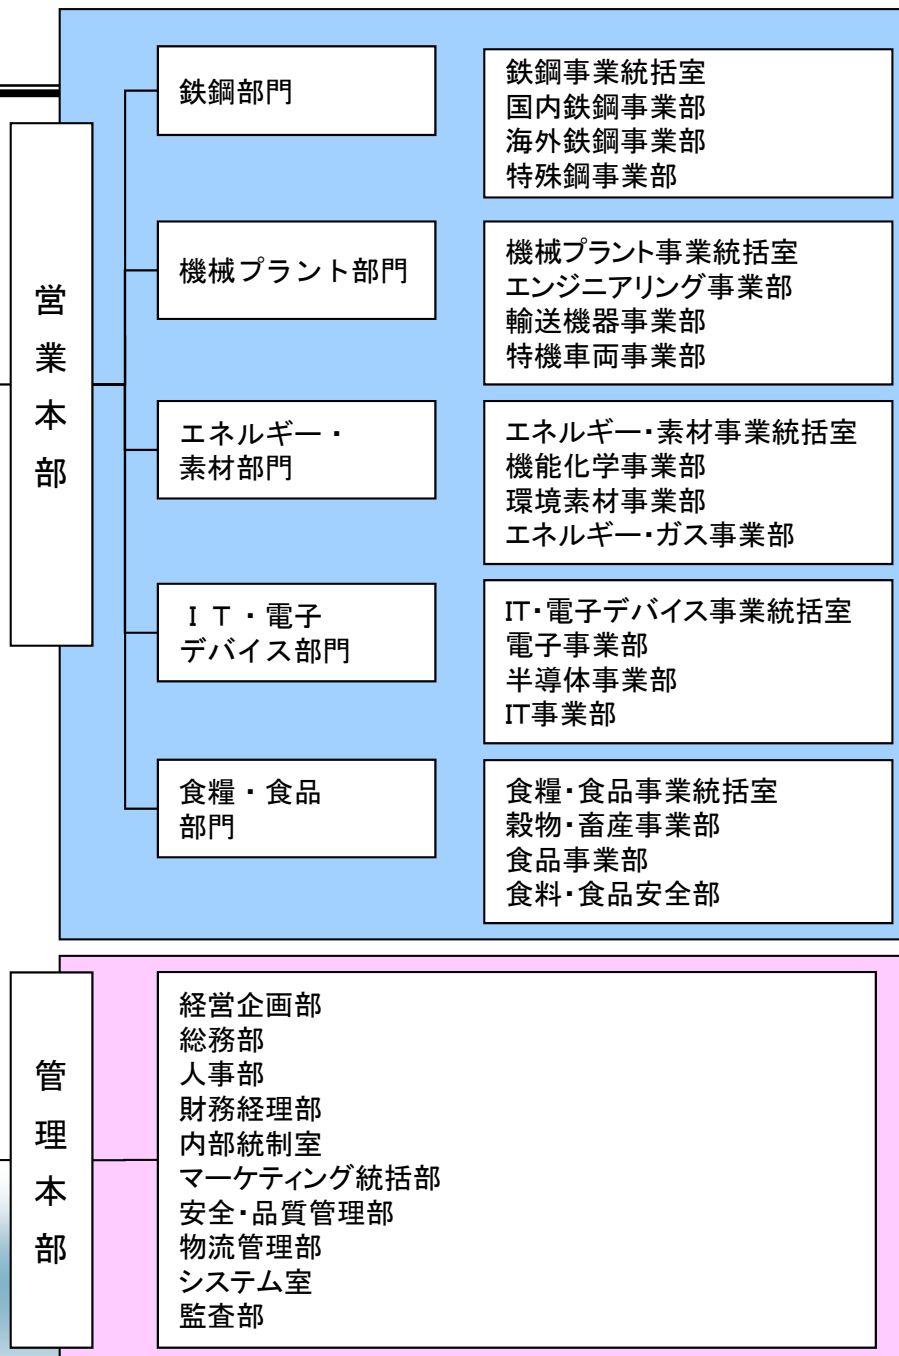 営業本部
鉄鋼部門
鉄鋼事業統括室
国内鉄鋼事業部
海外鉄鋼事業部
特殊鋼事業部
機械プラント部門
機械プラント事業統括室
エンジニアリング事業部
輸送機器事業部
特機車両事業部
エネルギー・
素材部門
エネルギー・素材事業統括室
機能化学事業部
環境素材事業部
エネルギー・ガス事業部
ＩＴ・電子
デバイス部門
IT・電子デバイス事業統括室
電子事業部
半導体事業部
IT事業部
食糧・食品
部門
食糧・食品事業統括室
穀物・畜産事業部
食品事業部
食料・食品安全部
管理本部
経営企画部
総務部
人事部
財務経理部
内部統制室
マーケティング統括部
安全・品質管理部
物流管理部
システム室
監査部